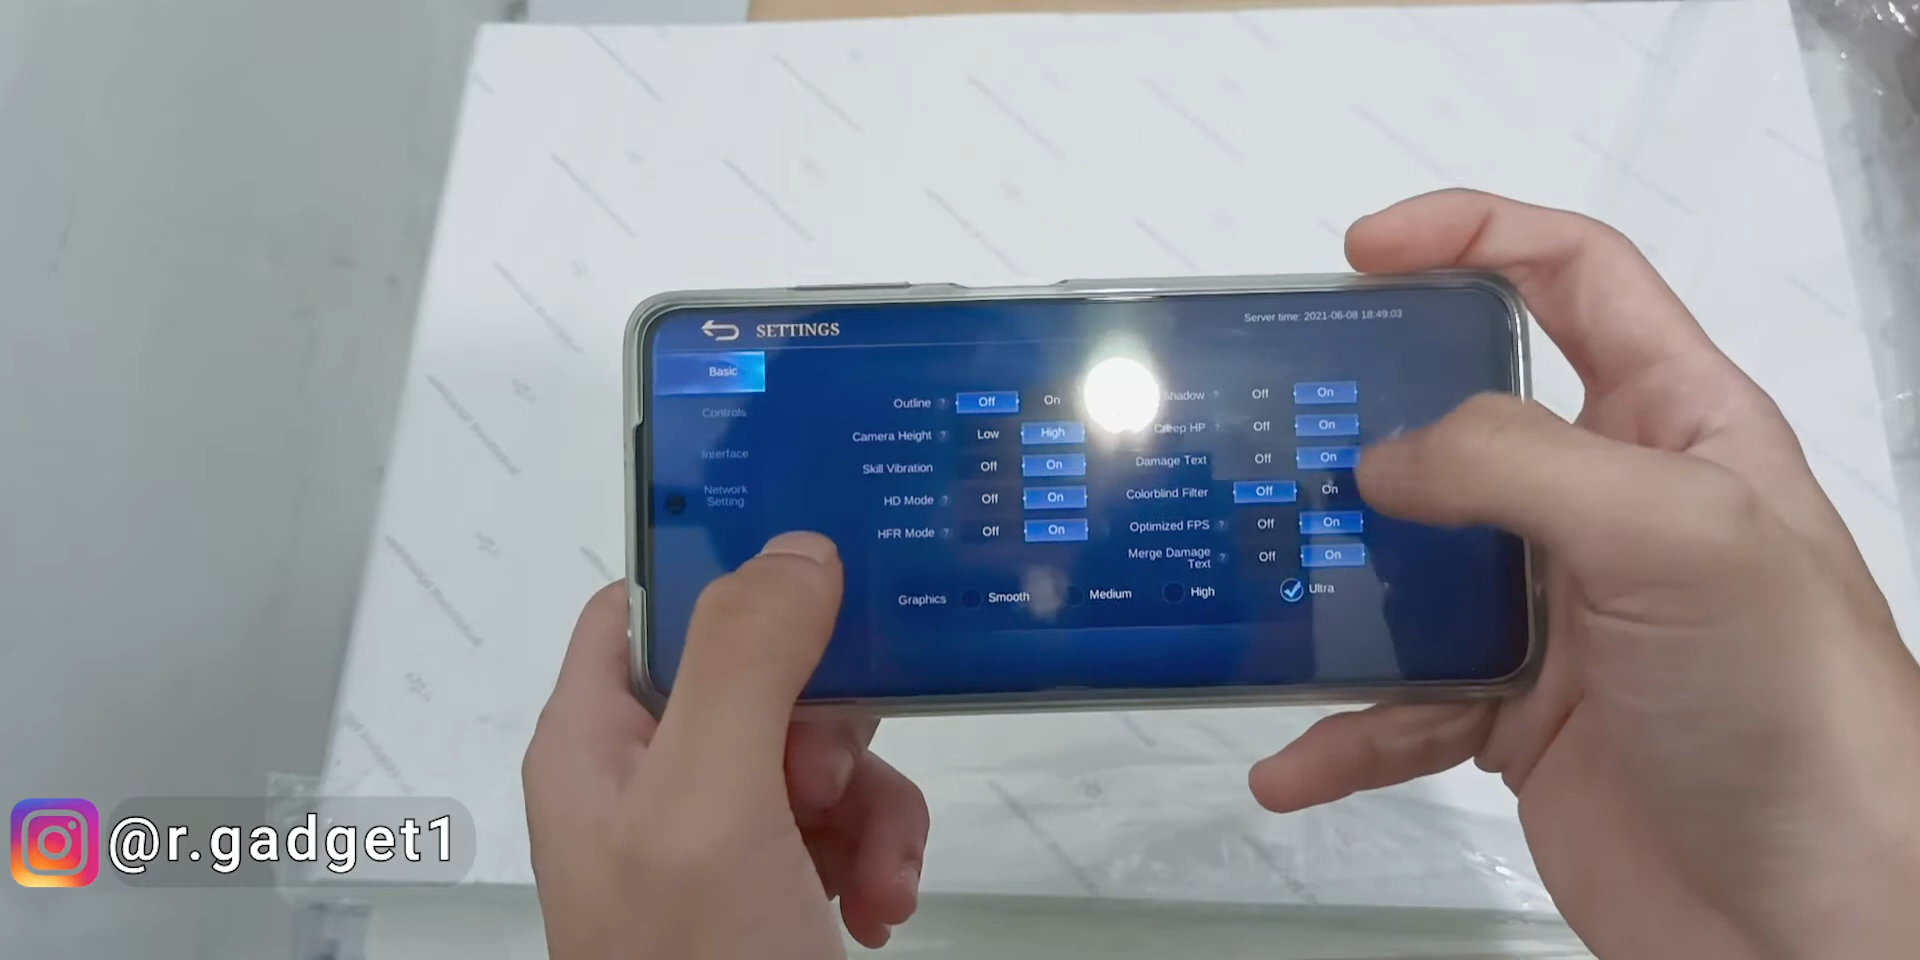 SETTINGS
Server time: 2021-06-08 18:49:03
Basic
Controls
Interface
Network
Setting
Outline ? Off On
Camera Height ? Low High
Skill Vibration Off On
HD Mode ? Off On
HFR Mode ? Off On
Shadow ? Off On
Creep HP ? Off On
Damage Text Off On
Colorblind Filter Off On
Optimized FPS ? Off On
Merge Damage
Text ? Off On
Graphics Smooth Medium High Ultra
@r.gadget1